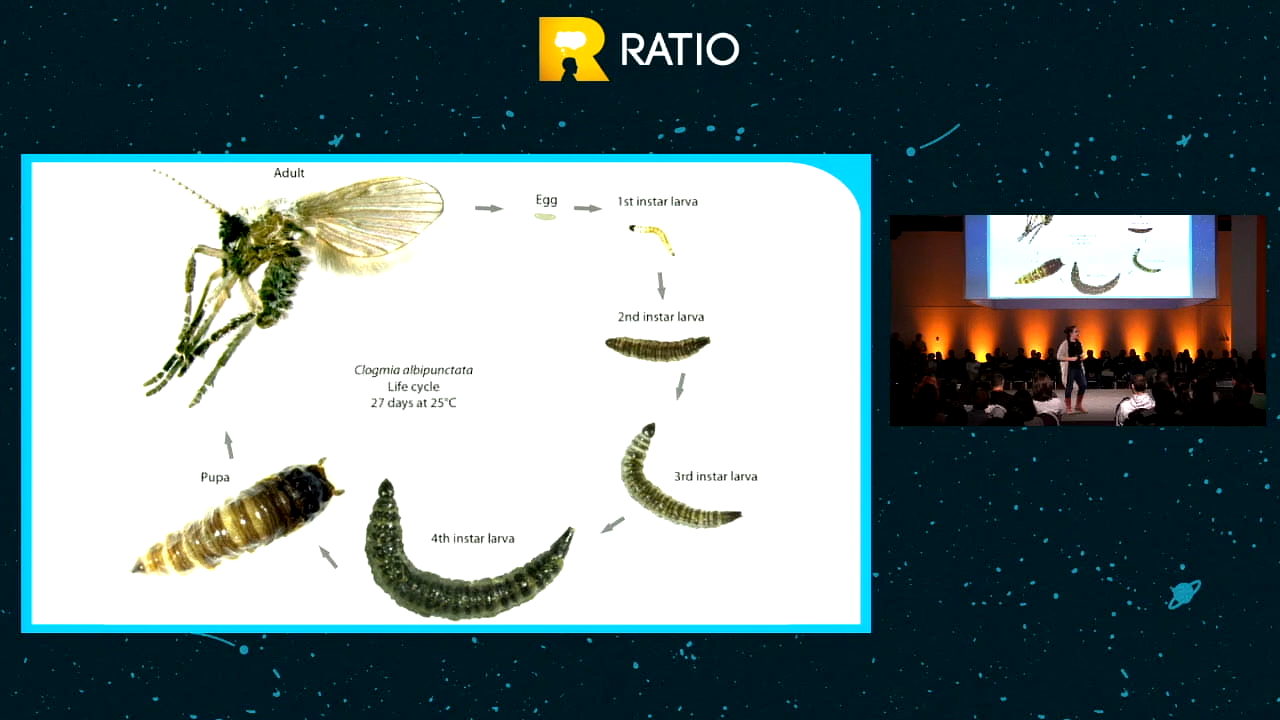 RATIO
Adult
Egg
1st instar larva
2nd instar larva
Clogmia albipunctata
Life cycle
27 days at 25°C
Pupa
3rd instar larva
4th instar larva